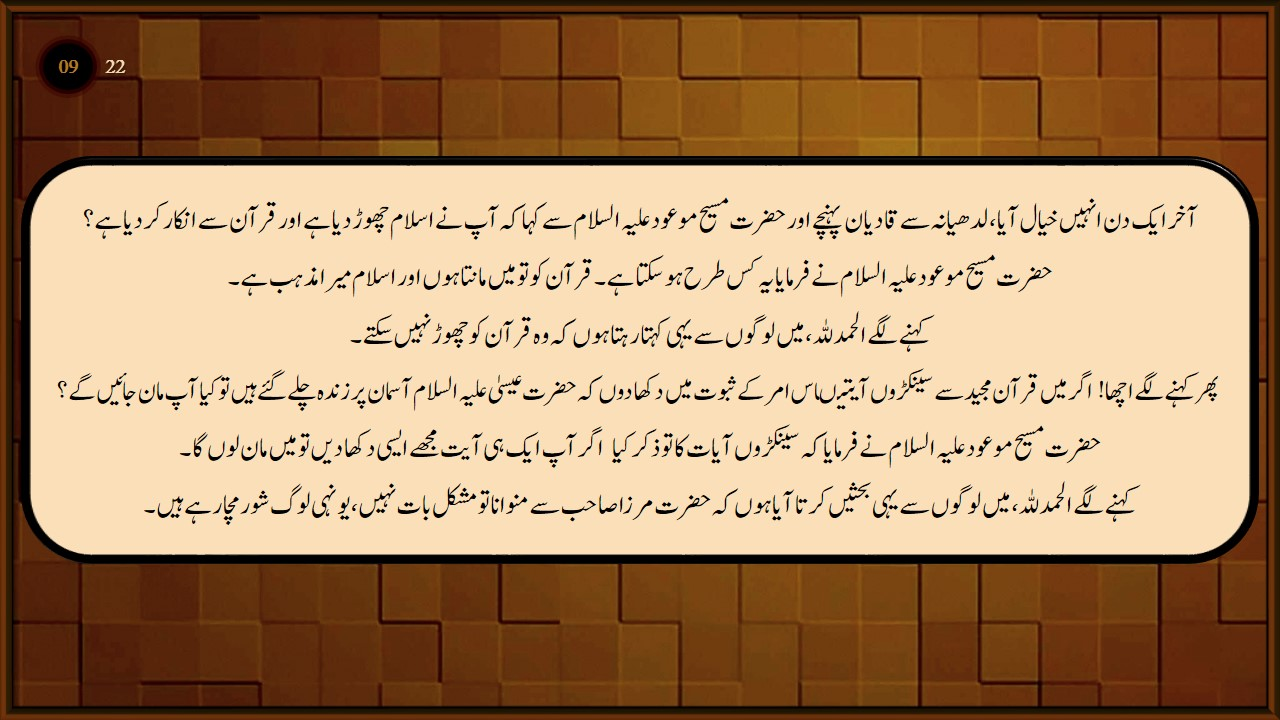 09 22
آخر ایک دن انہیں خیال آیا، لدھیانہ سے قادیان پہنچے اور حضرت مسیح موعود علیہ السلام سے کہا کہ آپ نے اسلام چھوڑ دیا ہے اور قرآن سے انکار کر دیا ہے؟
حضرت مسیح موعود علیہ السلام نے فرمایا یہ کس طرح ہو سکتا ہے۔ قرآن کو تو میں مانتا ہوں اور اسلام میرا مذہب ہے۔
کہنے لگے الحمدللہ، میں لوگوں سے یہی کہتا رہتا ہوں کہ وہ قرآن کو چھوڑ نہیں سکتے۔
پھر کہنے لگے اچھا! اگر میں قرآن مجید سے سینکڑوں آیتیں اس امر کے ثبوت میں دکھا دوں کہ حضرت عیسیٰ علیہ السلام آسمان پر زندہ چلے گئے ہیں تو کیا آپ مان جائیں گے؟
حضرت مسیح موعود علیہ السلام نے فرمایا کہ سینکڑوں آیات کا تو ذکر کیا اگر آپ ایک ہی آیت مجھے ایسی دکھا دیں تو میں مان لوں گا۔
کہنے لگے الحمدللہ، میں لوگوں سے یہی بحثیں کرتا آیا ہوں کہ حضرت مرزا صاحب سے منوانا تو مشکل بات نہیں، یونہی لوگ شور مچا رہے ہیں۔